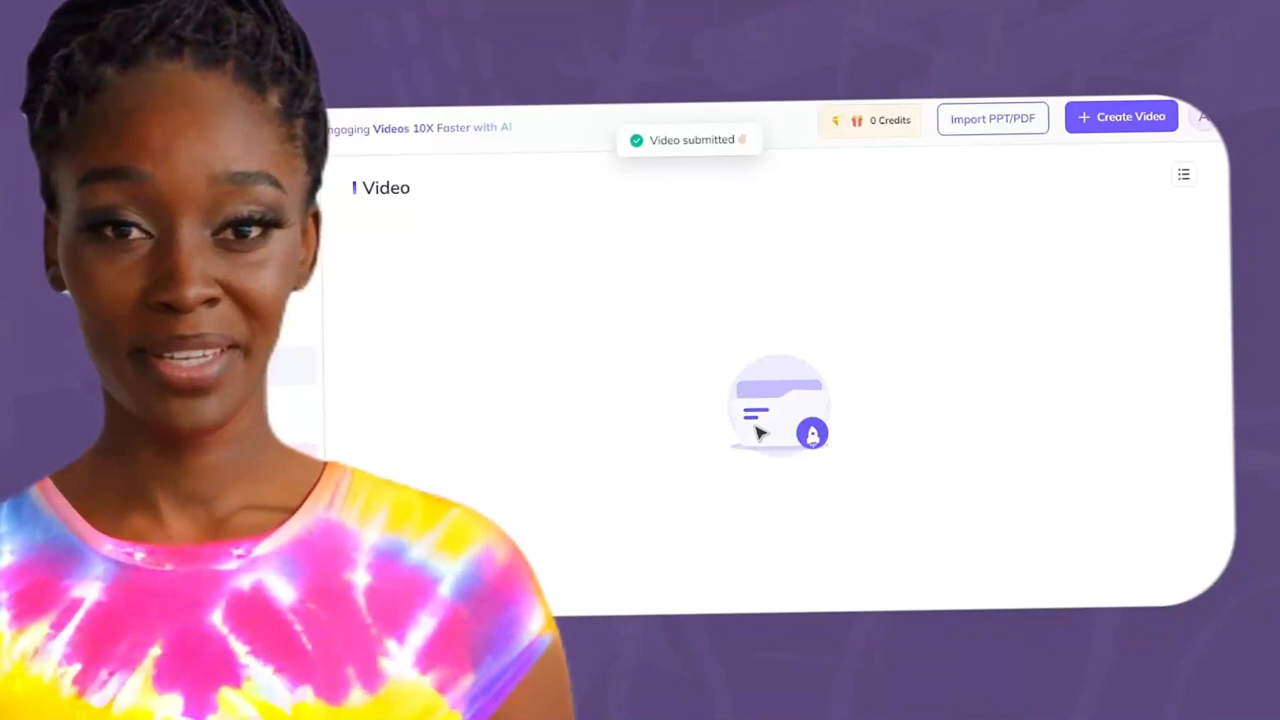 ngaging Videos 10X Faster with AI
Video submitted
0 Credits
Import PPT/PDF
+ Create Video
A
Video